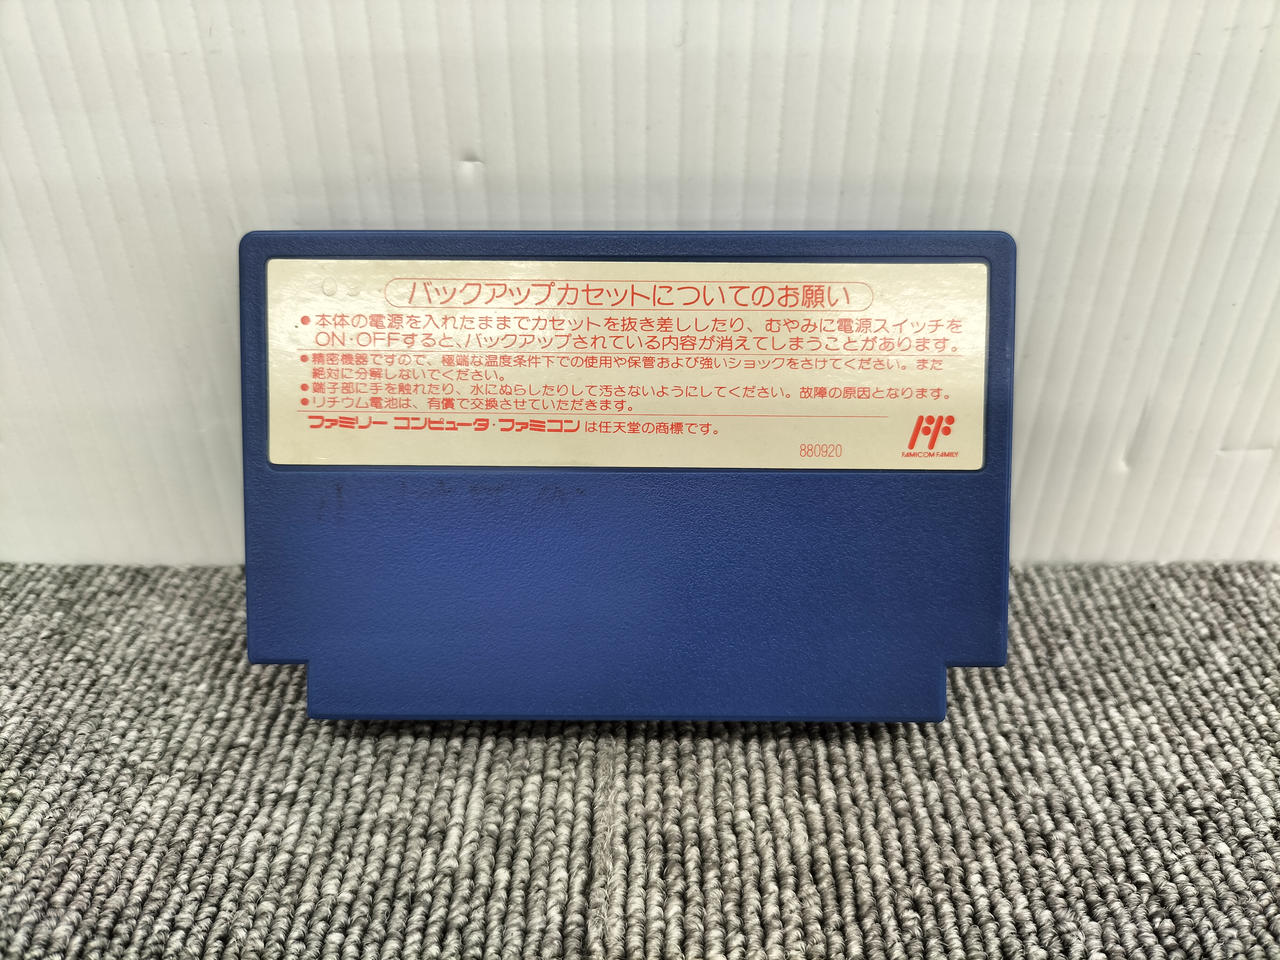 バックアップカセットについてのお願い
●本体の電源を入れたままでカセットを抜き差ししたり、むやみに電源スイッチを
ON・OFFすると、バックアップされている内容が消えてしまうことがあります。
●精密機器ですので、極端な温度条件下での使用や保管および強いショックをさけてください。また
絶対に分解しないでください。
●端子部に手を触れたり、水にぬらしたりして汚さないようにしてください。故障の原因となります。
●リチウム電池は、有償で交換させていただきます。
ファミリー コンピュータ・ファミコンは任天堂の商標です。
880920
FAMICOM FAMILY